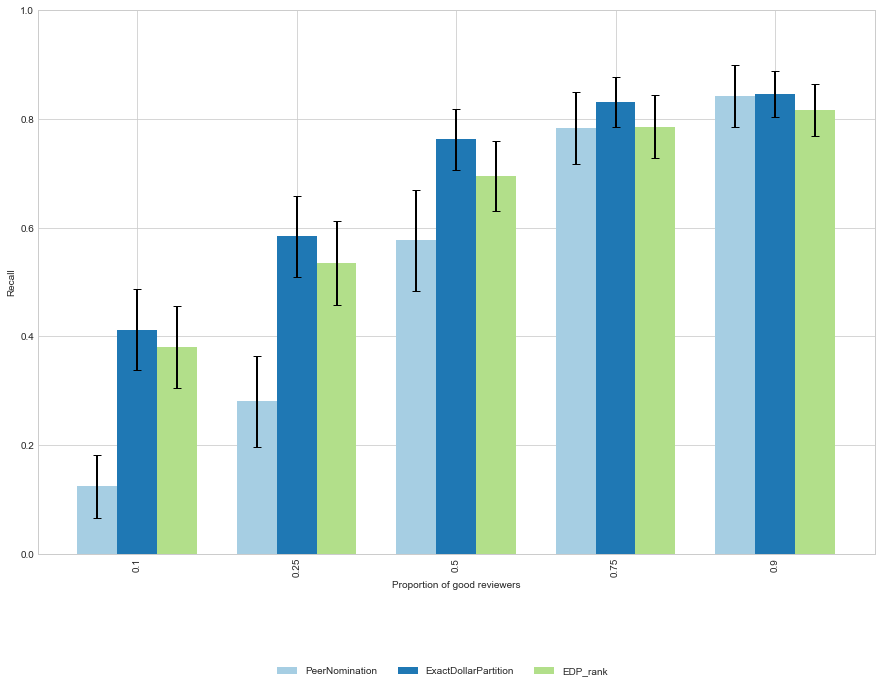 1.0
0.8
0.6
0.4
0.2
0.0
Recall
0.1
0.25
0.5
0.75
0.9
Proportion of good reviewers
PeerNomination
ExactDollarPartition
EDP_rank